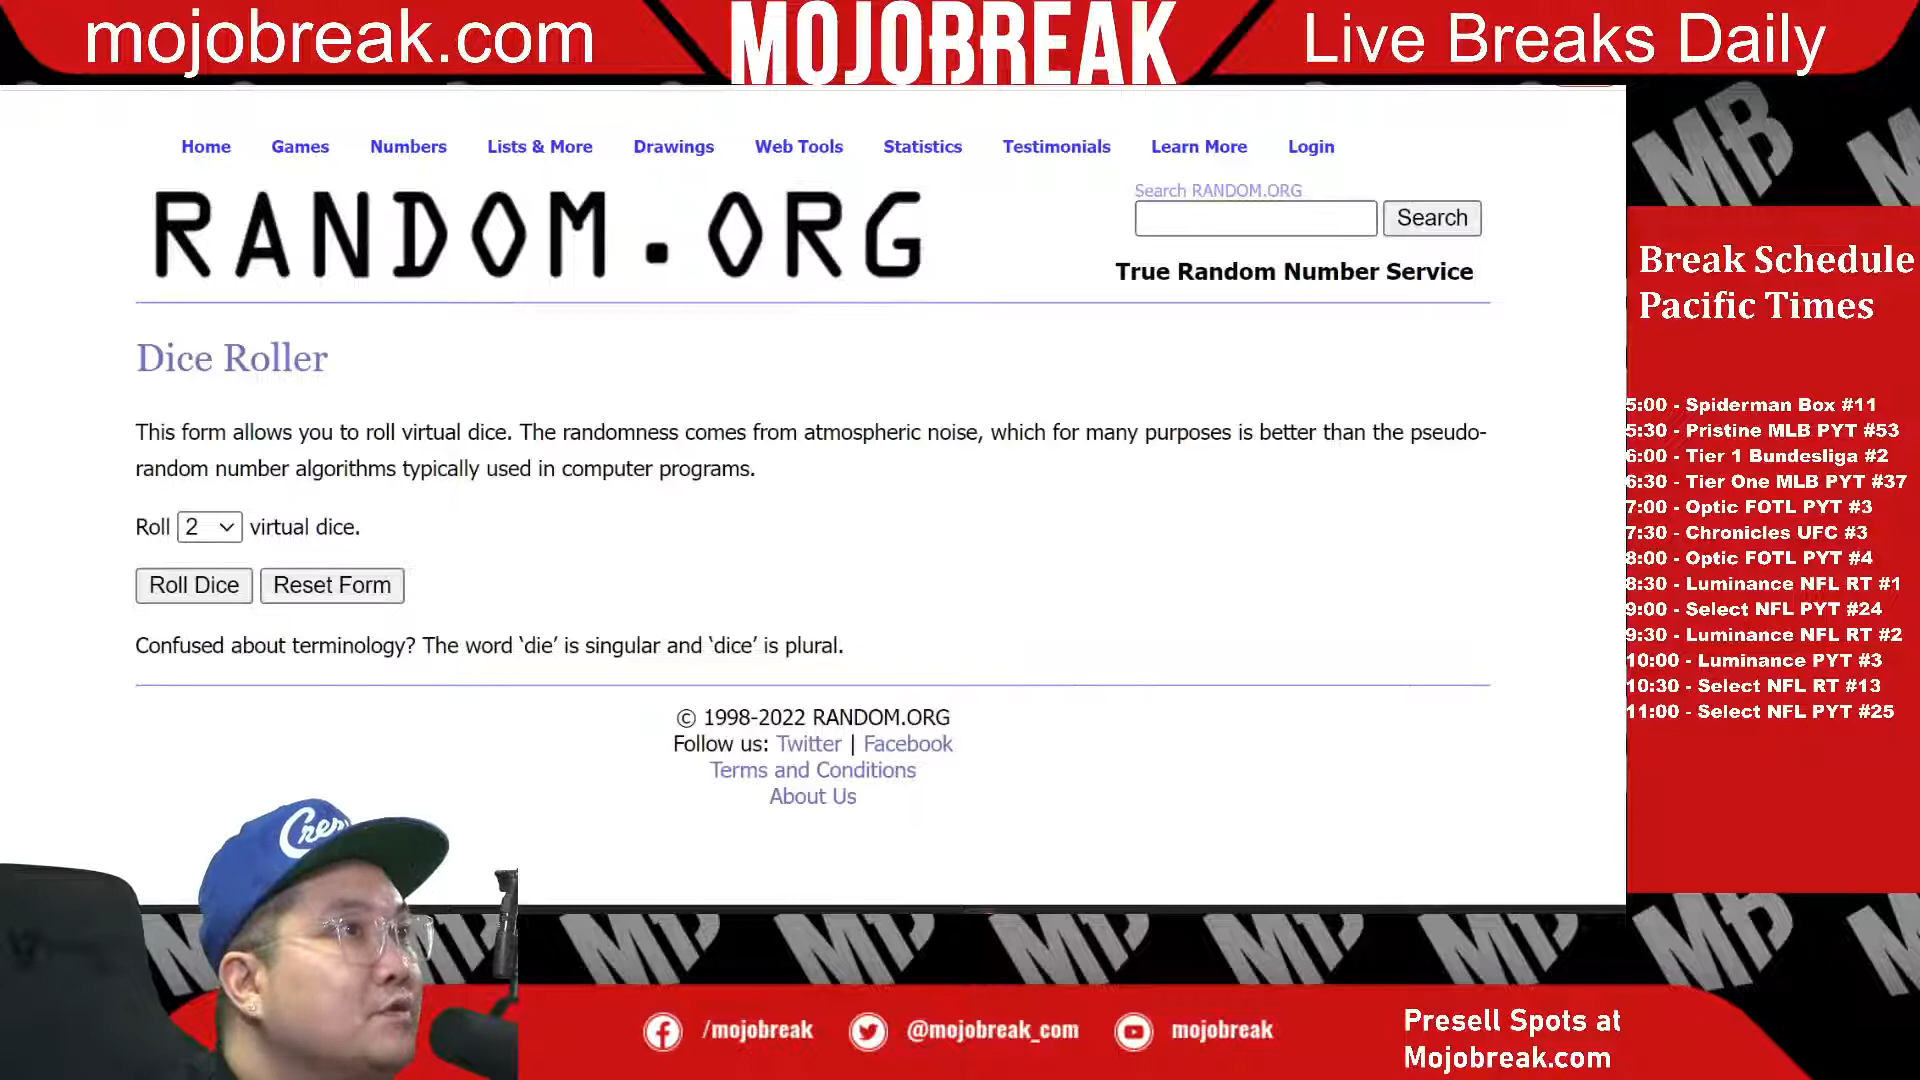 mojobreak.com
MOJOBREAK
Live Breaks Daily
Home Games Numbers Lists & More Drawings Web Tools Statistics Testimonials Learn More Login
RANDOM.ORG
Search RANDOM.ORG
Search
True Random Number Service
Dice Roller
This form allows you to roll virtual dice. The randomness comes from atmospheric noise, which for many purposes is better than the pseudo-
random number algorithms typically used in computer programs.
Roll 2 virtual dice.
Roll Dice Reset Form
Confused about terminology? The word ‘die’ is singular and ‘dice’ is plural.
© 1998-2022 RANDOM.ORG
Follow us: Twitter | Facebook
Terms and Conditions
About Us
MB
Break Schedule
Pacific Times
5:00 - Spiderman Box #11
5:30 - Pristine MLB PYT #53
6:00 - Tier 1 Bundesliga #2
6:30 - Tier One MLB PYT #37
7:00 - Optic FOTL PYT #3
7:30 - Chronicles UFC #3
8:00 - Optic FOTL PYT #4
8:30 - Luminance NFL RT #1
9:00 - Select NFL PYT #24
9:30 - Luminance NFL RT #2
10:00 - Luminance PYT #3
10:30 - Select NFL RT #13
11:00 - Select NFL PYT #25
/mojobreak
@mojobreak_com
mojobreak
Presell Spots at
Mojobreak.com